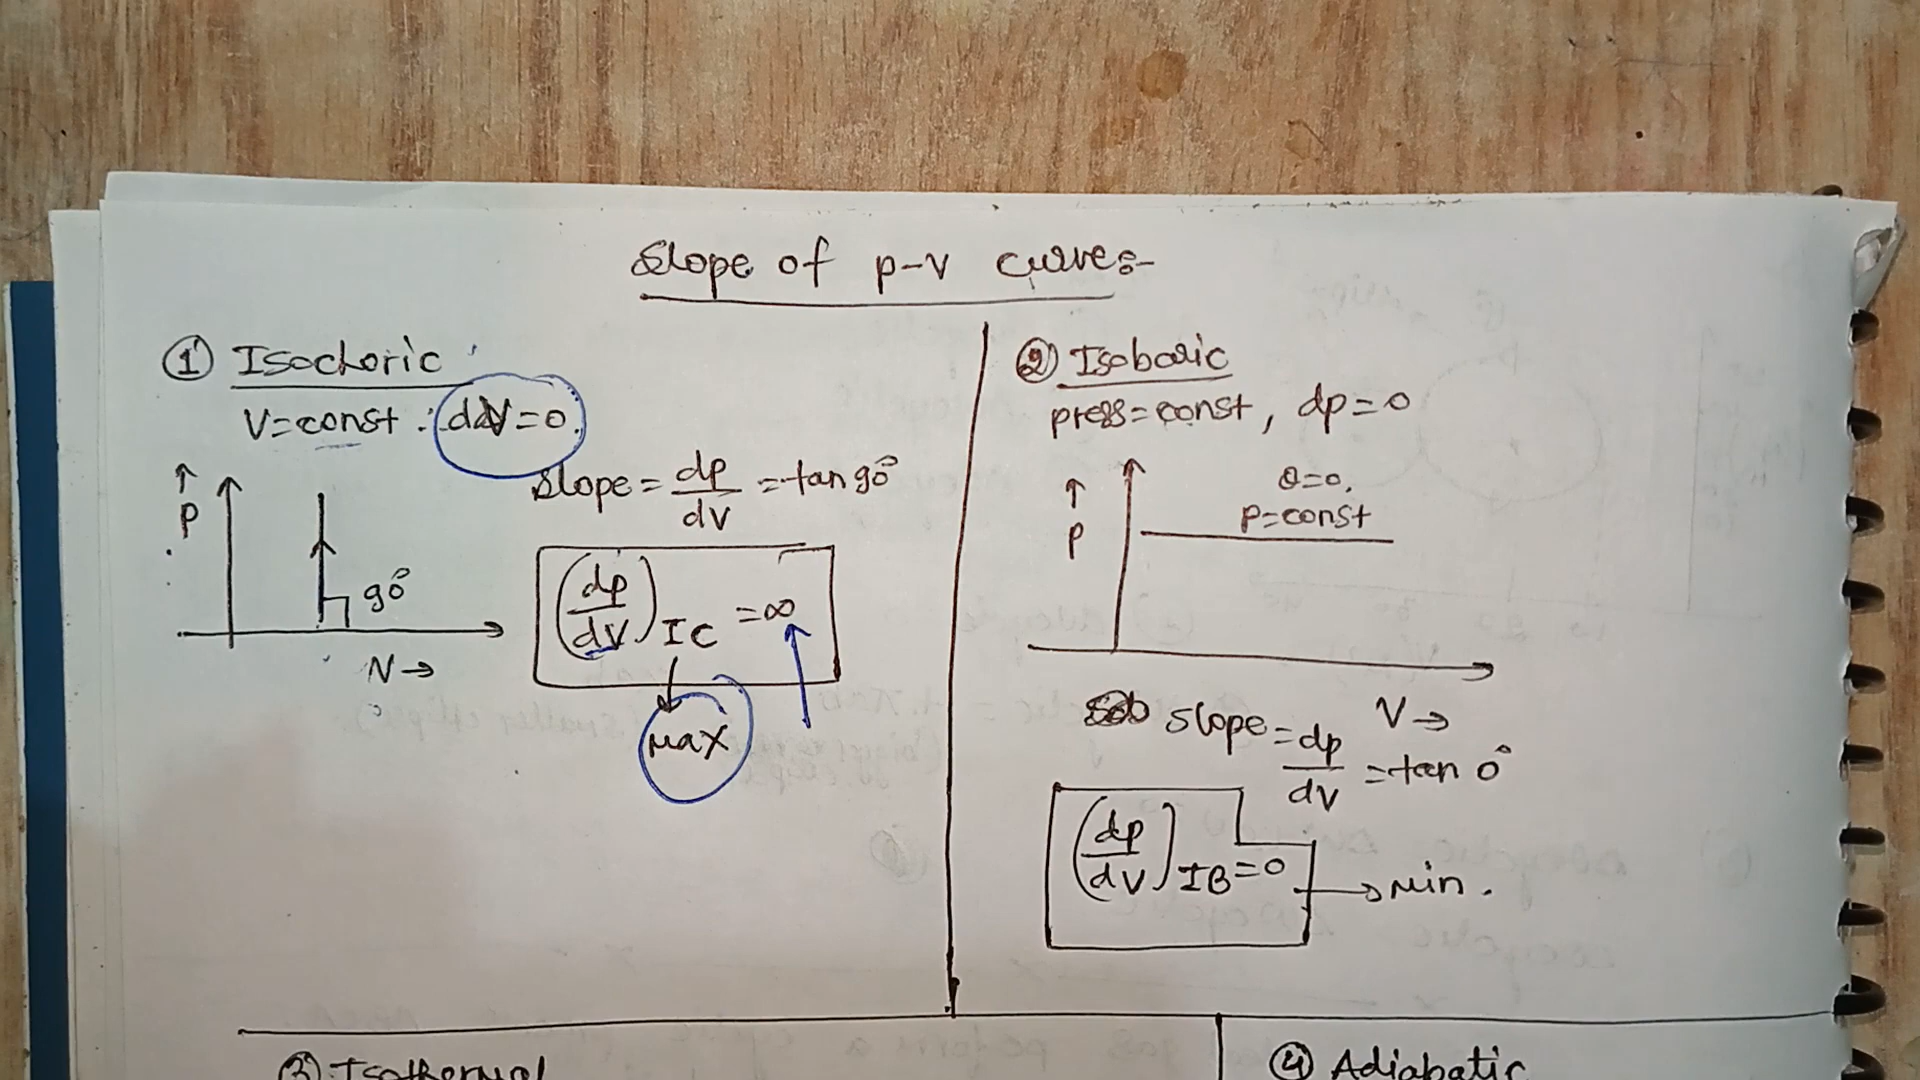 Slope of p-v curve:-
① Isochoric
V=const ∴ dV=0.
↑ P
90°
V→
Slope = dp/dV = tan 90°
(dp/dV) IC = ∞
Max
② Isobaric
press=const, dp=0
↑ P
θ=0.
P=const
V→
Slope = dp/dV = tan 0°
(dp/dV) IB = 0 → Min.
③ Isothermal
④ Adiabatic